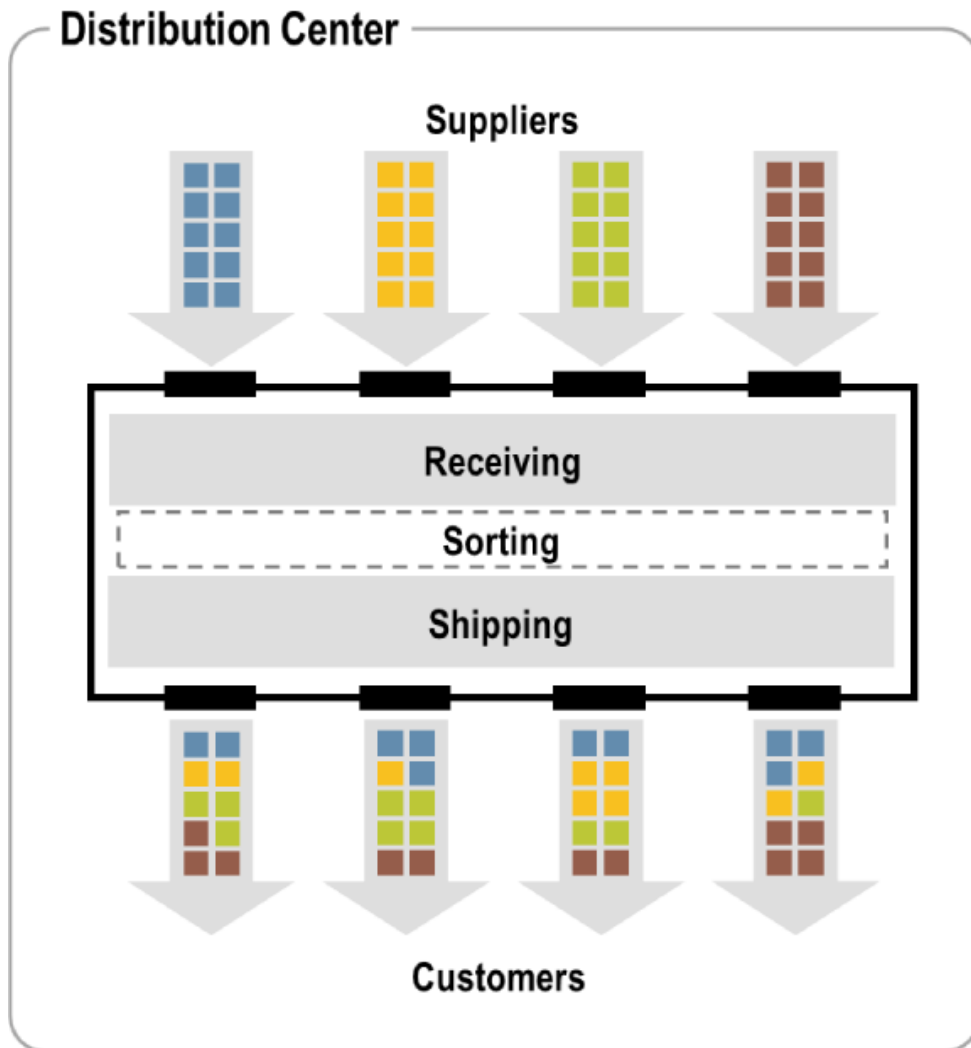 Distribution Center
Suppliers
Receiving
Sorting
Shipping
Customers